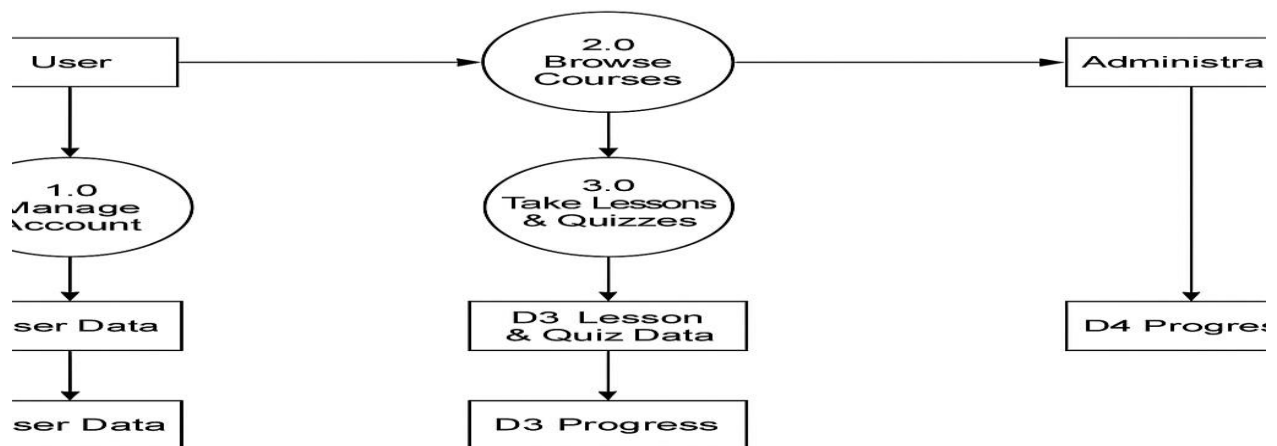 User
2.0
Browse
Courses
Administra
1.0
Manage
Account
3.0
Take Lessons
& Quizzes
ser Data
D3 Lesson
& Quiz Data
D4 Progres
ser Data
D3 Progress